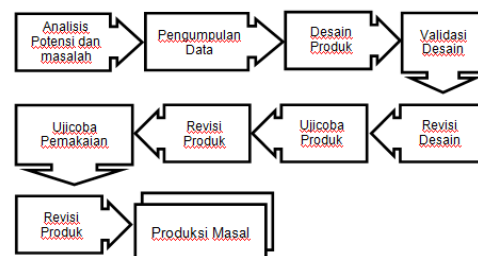 Analisis
Potensi dan
masalah
Pengumpulan
Data
Desain
Produk
Validasi
Desain
Ujicoba
Pemakaian
Revisi
Produk
Ujicoba
Produk
Revisi
Desain
Revisi
Produk
Produksi Masal